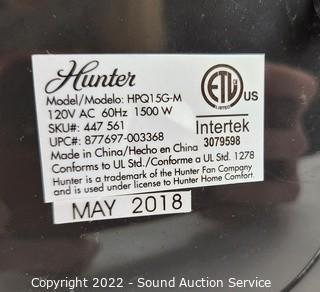 Hunter
Model/Modelo: HPQ15G-M
120V AC 60Hz 1500 W
SKU#: 447 561
UPC#: 877697-003368
Made in China/Hecho en China
Conforms to UL Std./Conforme a UL Std. 1278
Hunter is a trademark of the Hunter Fan Company
and is used under license to Hunter Home Comfort.
ETL US
LISTED
Intertek
3079598
MAY 2018
Copyright 2022 - Sound Auction Service